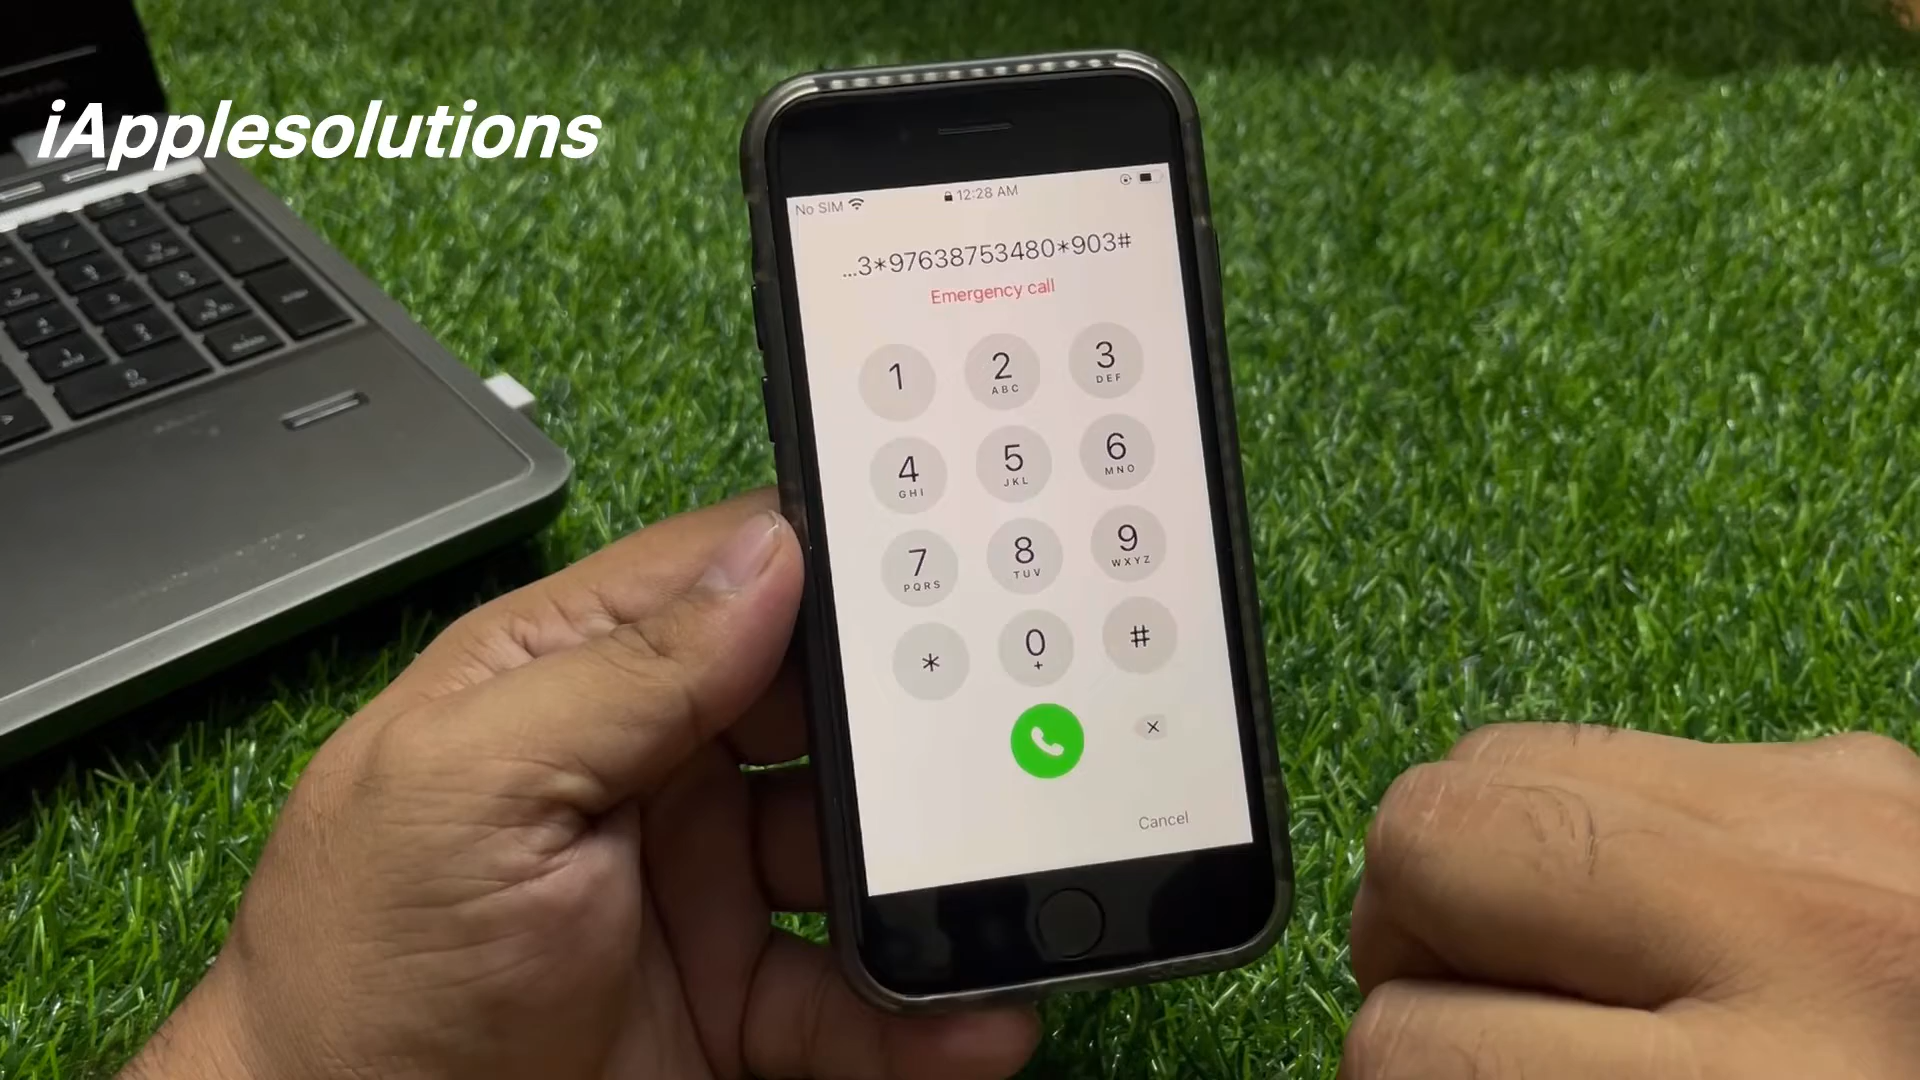 iApplesolutions
No SIM 12:28 AM
...3*97638753480*903#
Emergency call
1 2 3
ABC DEF
4 5 6
GHI JKL MNO
7 8 9
PQRS TUV WXYZ
* 0 #
+
Cancel